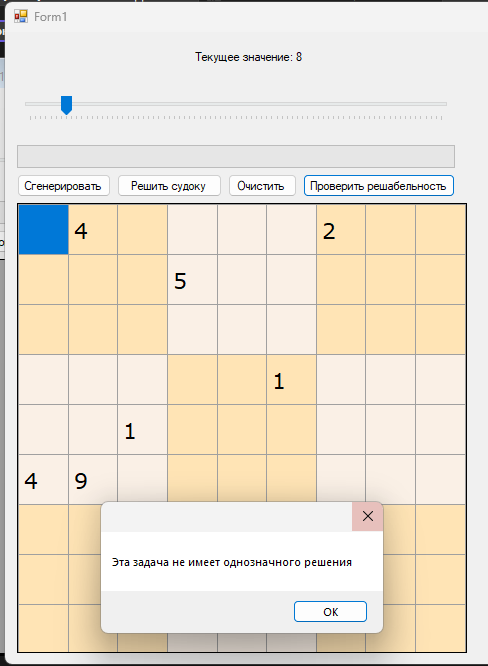 Form1
Текущее значение: 8
Сгенерировать Решить судоку Очистить Проверить решабельность
4 2
5
1
1
4 9
Эта задача не имеет однозначного решения
ОК